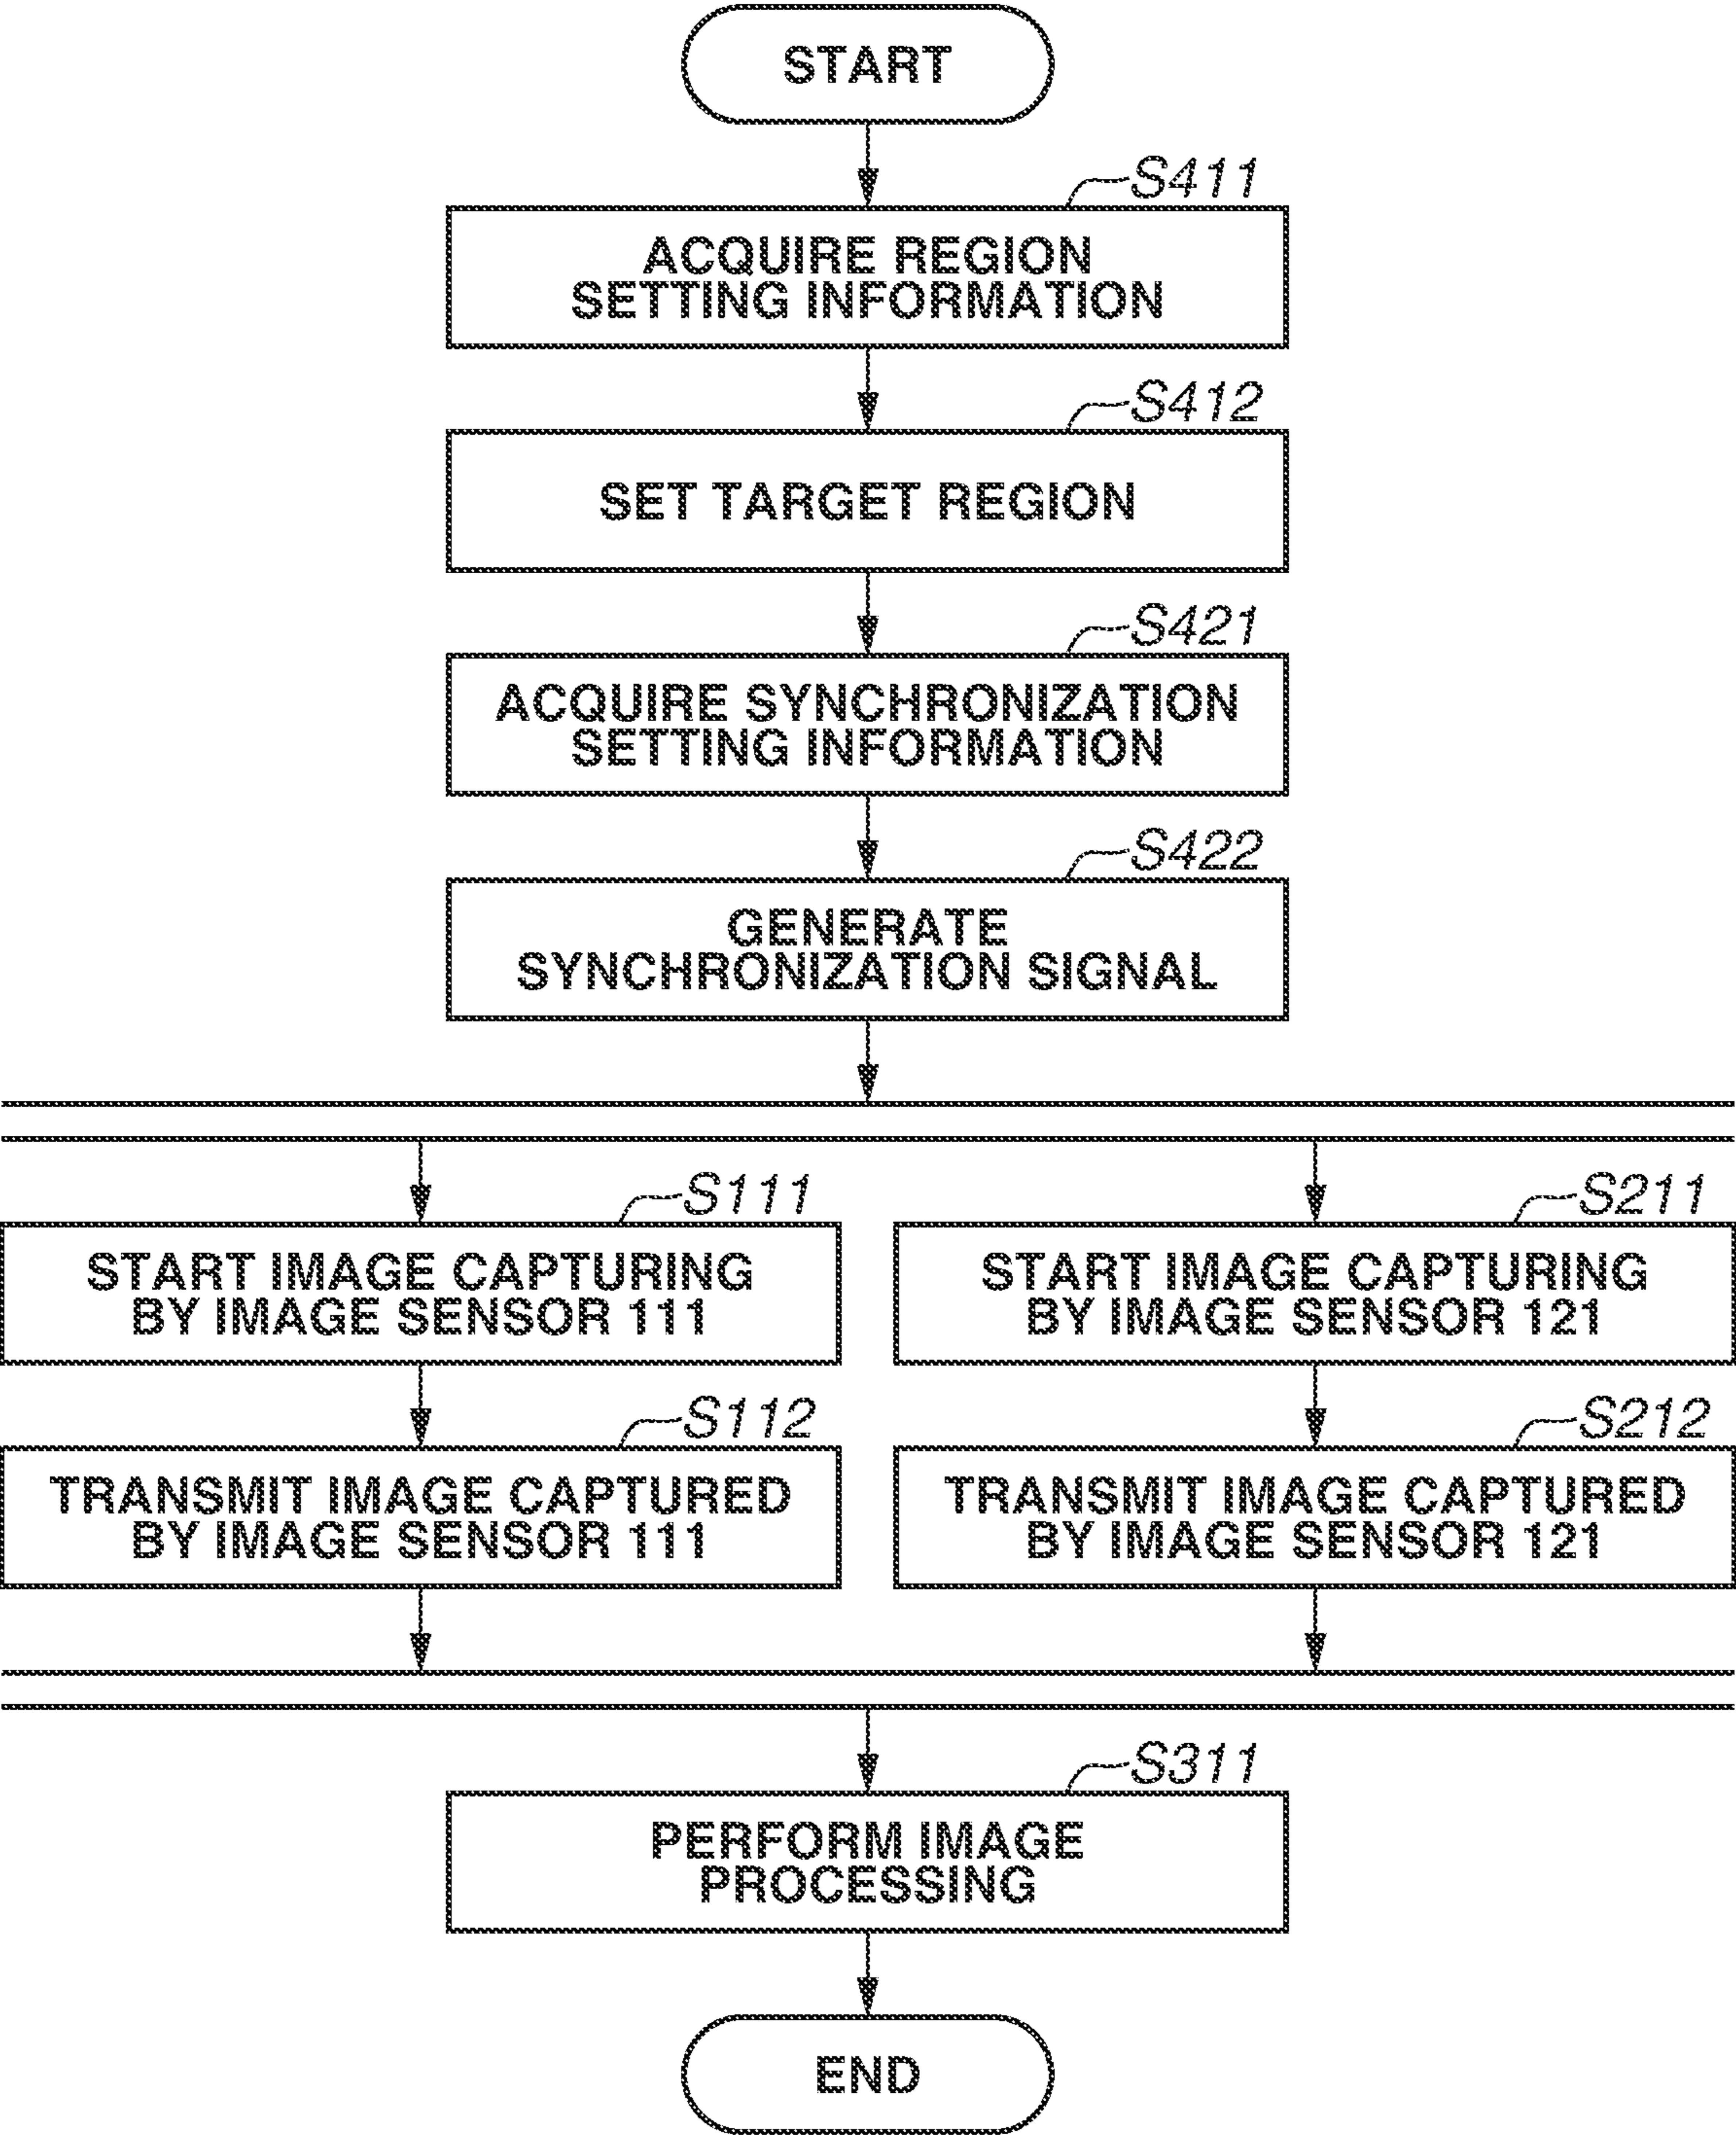 START
S411
ACQUIRE REGION
SETTING INFORMATION
S412
SET TARGET REGION
S421
ACQUIRE SYNCHRONIZATION
SETTING INFORMATION
S422
GENERATE
SYNCHRONIZATION SIGNAL
S111
START IMAGE CAPTURING
BY IMAGE SENSOR 111
S112
TRANSMIT IMAGE CAPTURED
BY IMAGE SENSOR 111
S211
START IMAGE CAPTURING
BY IMAGE SENSOR 121
S212
TRANSMIT IMAGE CAPTURED
BY IMAGE SENSOR 121
S311
PERFORM IMAGE
PROCESSING
END